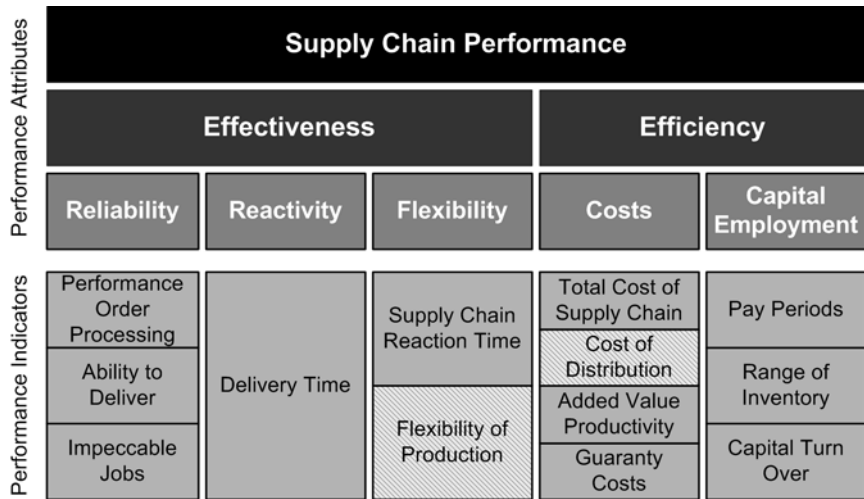 Performance Attributes
Supply Chain Performance
Effectiveness
Efficiency
Reliability
Reactivity
Flexibility
Costs
Capital
Employment
Performance Indicators
Performance
Order
Processing
Ability to
Deliver
Impeccable
Jobs
Delivery Time
Supply Chain
Reaction Time
Flexibility of
Production
Total Cost of
Supply Chain
Cost of
Distribution
Added Value
Productivity
Guaranty
Costs
Pay Periods
Range of
Inventory
Capital Turn
Over